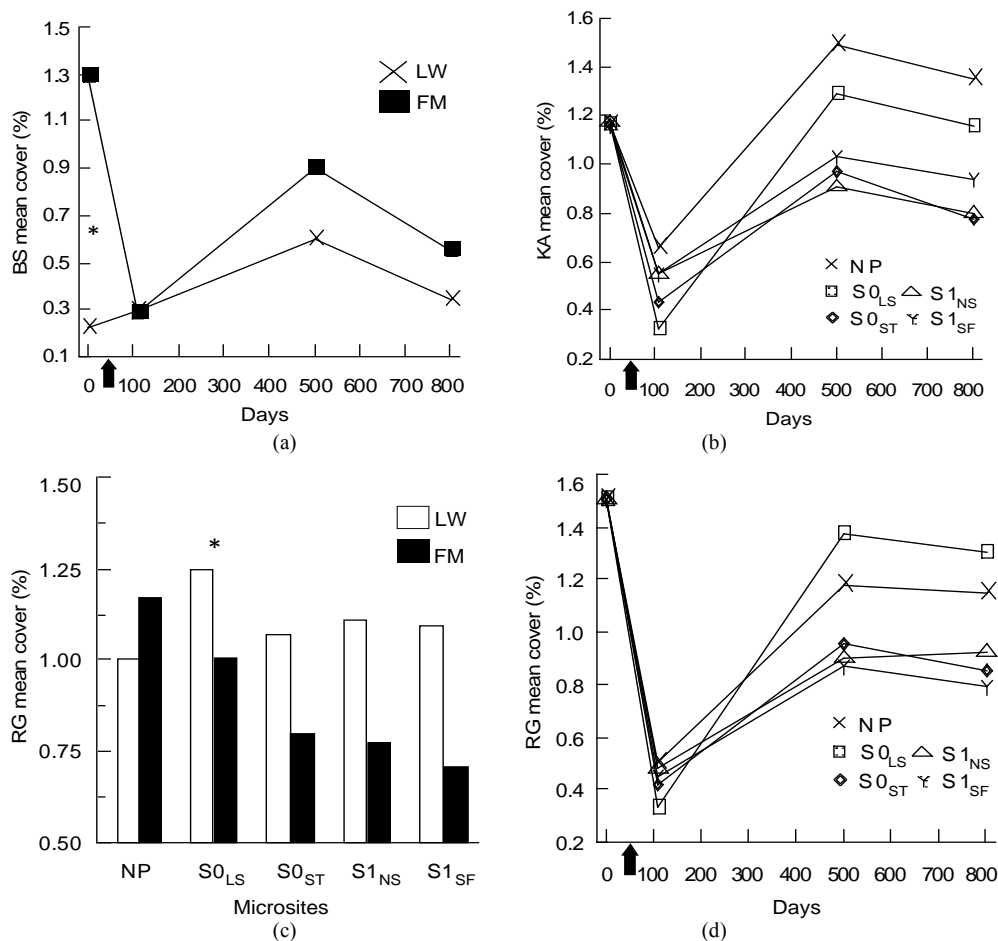 1.5
1.3
1.1
0.9
0.7
0.5
0.3
0.1
BS mean cover (%)
*
LW
FM
0 100 200 300 400 500 600 700 800
Days
(a)
1.6
1.4
1.2
1.0
0.8
0.6
0.4
0.2
KA mean cover (%)
NP
S0LS S1NS
S0ST S1SF
0 100 200 300 400 500 600 700 800
Days
(b)
1.50
1.25
1.00
0.75
0.50
RG mean cover (%)
*
LW
FM
NP S0LS S0ST S1NS S1SF
Microsites
(c)
1.6
1.4
1.2
1.0
0.8
0.6
0.4
0.2
RG mean cover (%)
NP
S0LS S1NS
S0ST S1SF
0 100 200 300 400 500 600 700 800
Days
(d)